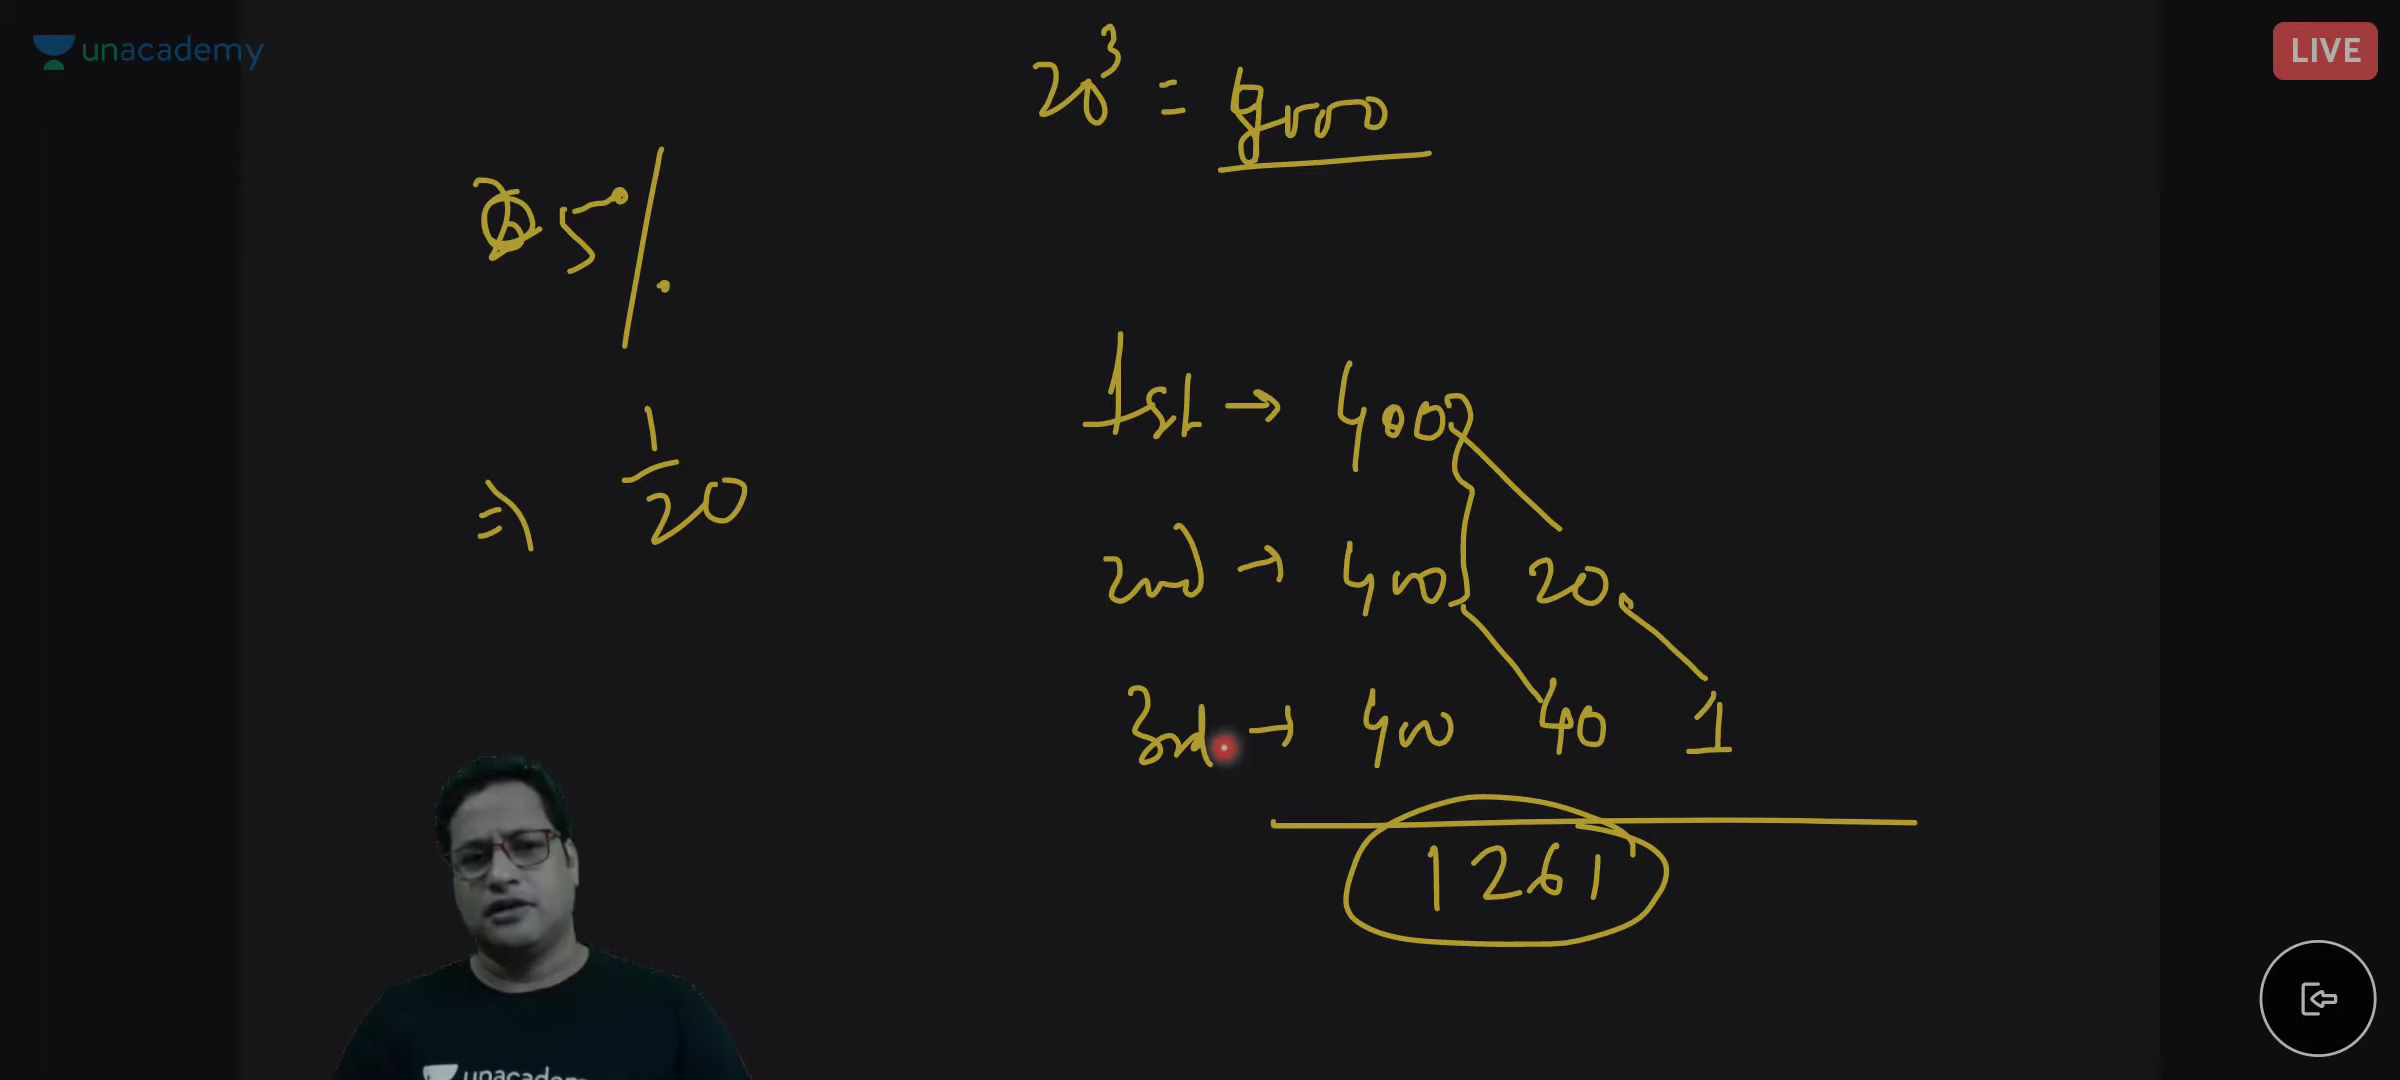 unacademy
LIVE
20³ = 8000
@ 5%
⇒ 1/20
1st → 400
2nd → 400 20
3rd → 400 40 1
1261
unacademy